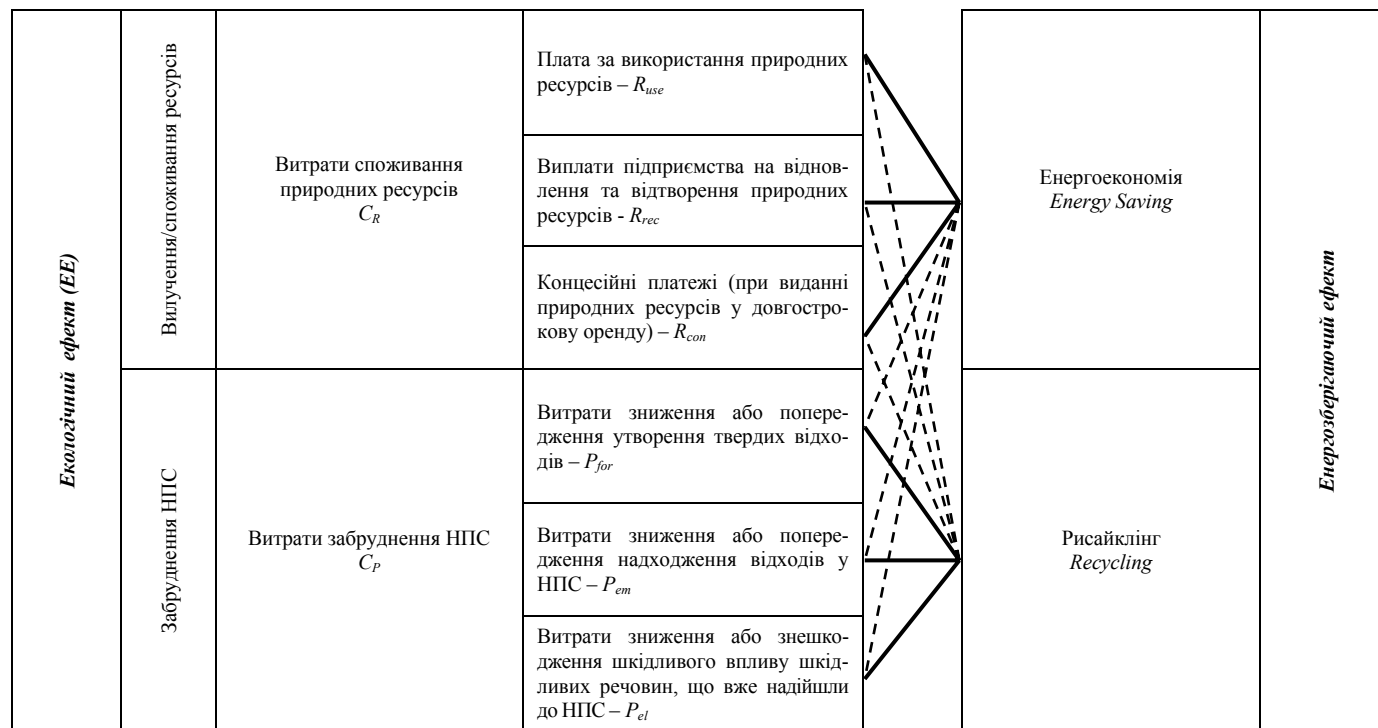 Екологічний ефект (ЕЕ)
Вилучення/споживання ресурсів
Витрати споживання
природних ресурсів
C_R
Плата за використання природних
ресурсів – R_use
Виплати підприємства на віднов-
лення та відтворення природних
ресурсів - R_rec
Концесійні платежі (при виданні
природних ресурсів у довгостро-
кову оренду) – R_con
Забруднення НПС
Витрати забруднення НПС
C_P
Витрати зниження або попере-
дження утворення твердих відхо-
дів – P_for
Витрати зниження або попере-
дження надходження відходів у
НПС – P_em
Витрати зниження або знешко-
дження шкідливого впливу шкід-
ливих речовин, що вже надійшли
до НПС – P_el
Енергоекономія
Energy Saving
Рисайклінг
Recycling
Енергозберігаючий ефект